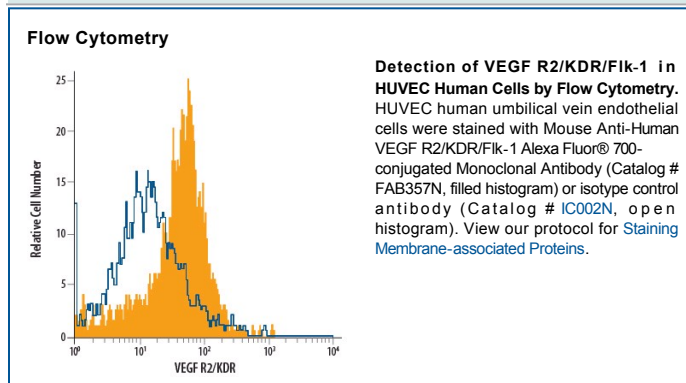 Flow Cytometry
Detection of VEGF R2/KDR/Flk-1 in
HUVEC Human Cells by Flow Cytometry.
HUVEC human umbilical vein endothelial
cells were stained with Mouse Anti-Human
VEGF R2/KDR/Flk-1 Alexa Fluor® 700-
conjugated Monoclonal Antibody (Catalog #
FAB357N, filled histogram) or isotype control
antibody (Catalog # IC002N, open
histogram). View our protocol for Staining
Membrane-associated Proteins.
Relative Cell Number
25
20
15
10
5
0
10⁰ 10¹ 10² 10³ 10⁴
VEGF R2/KDR